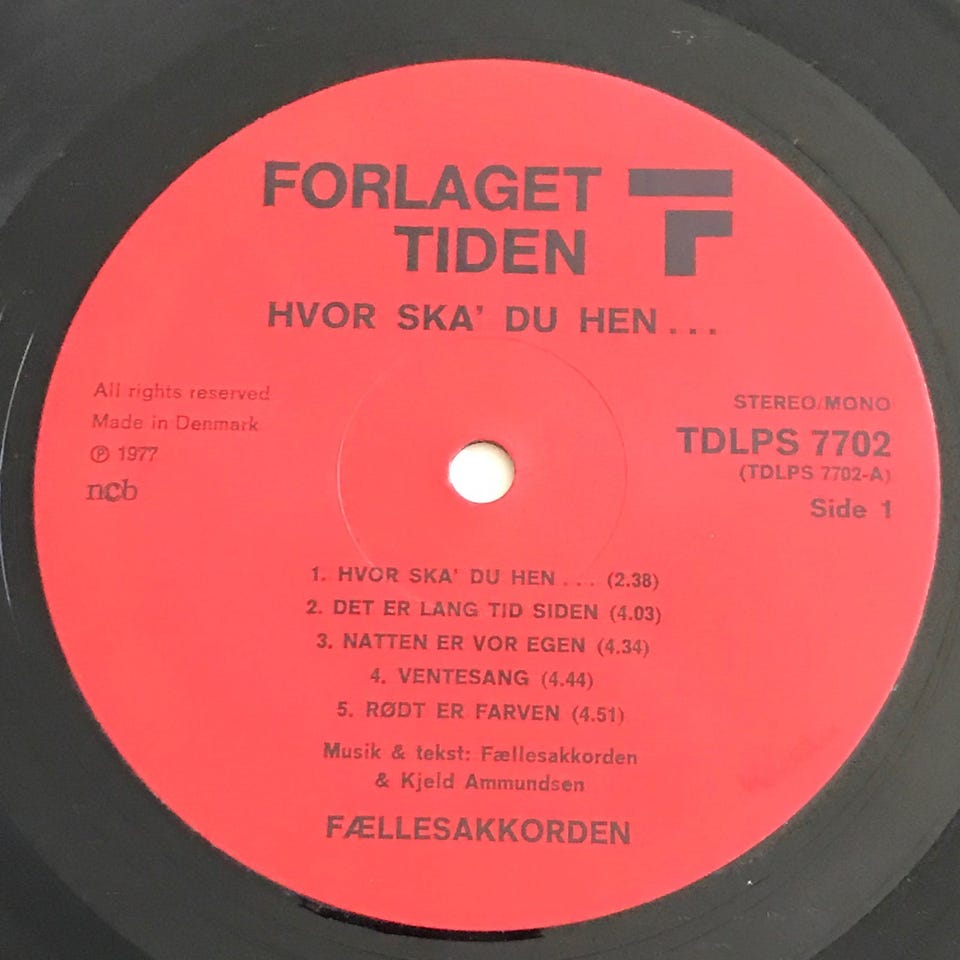 FORLAGET
TIDEN
HVOR SKA' DU HEN...
All rights reserved
Made in Denmark
℗ 1977
ncb
STEREO/MONO
TDLPS 7702
(TDLPS 7702-A)
Side 1
1. HVOR SKA' DU HEN... (2.38)
2. DET ER LANG TID SIDEN (4.03)
3. NATTEN ER VOR EGEN (4.34)
4. VENTESANG (4.44)
5. RØDT ER FARVEN (4.51)
Musik & tekst: Fællesakkorden
& Kjeld Ammundsen
FÆLLESAKKORDEN